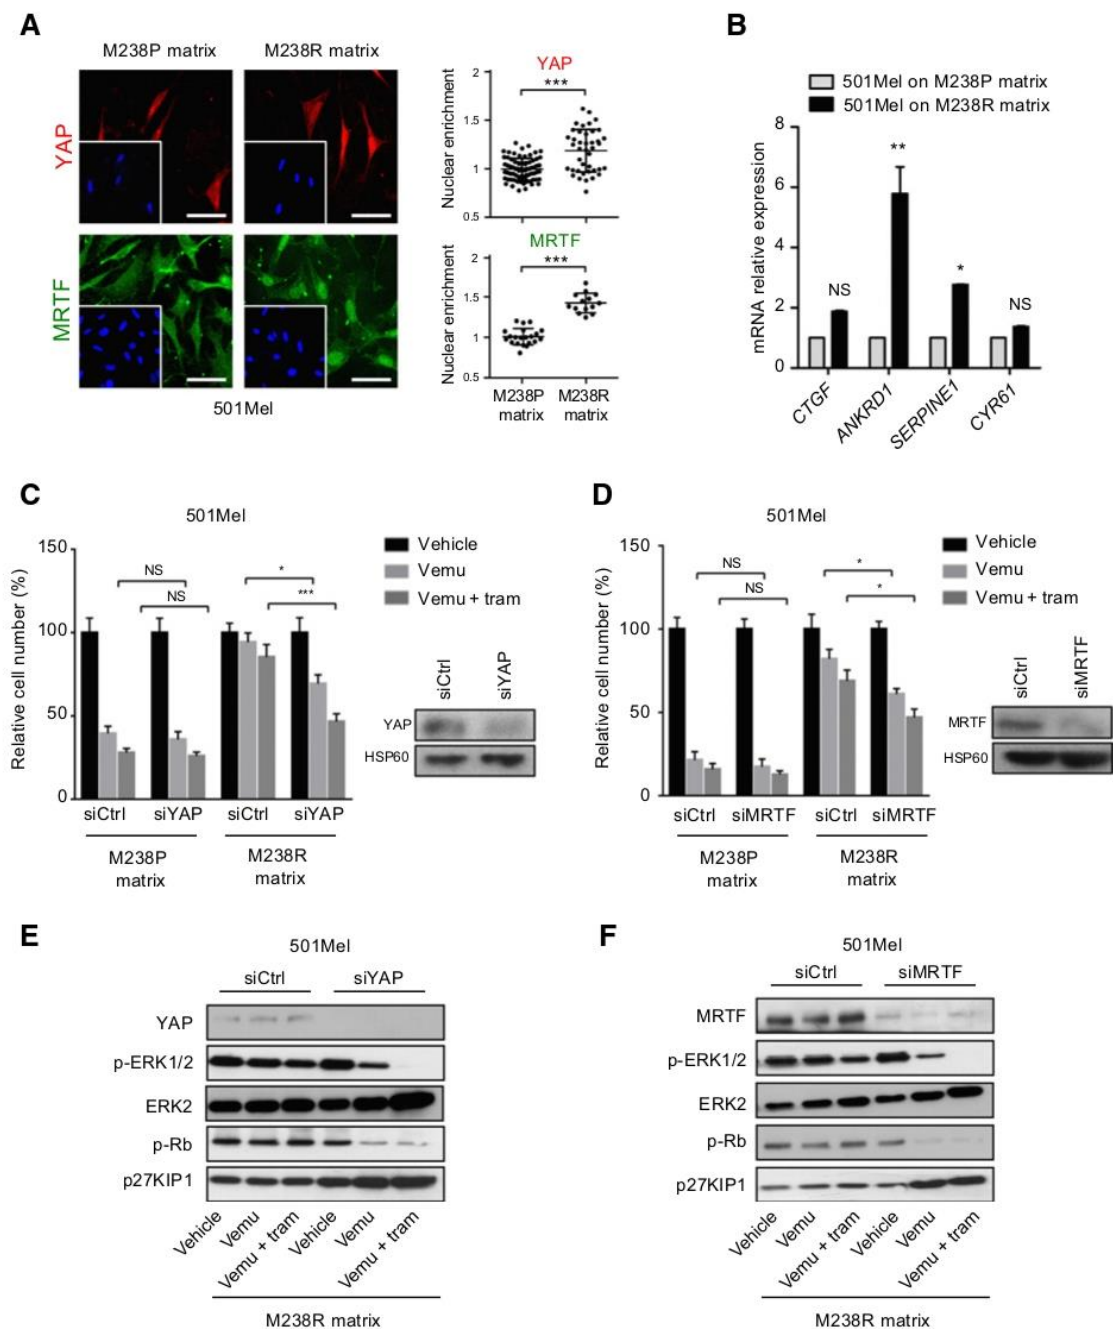 A
M238P matrix
M238R matrix
YAP
MRTF
501Mel
YAP
Nuclear enrichment
2
1.5
1
0.5
***
MRTF
Nuclear enrichment
2
1.5
1
0.5
***
M238P matrix
M238R matrix
B
501Mel on M238P matrix
501Mel on M238R matrix
mRNA relative expression
8
6
4
2
0
NS
**
*
NS
CTGF
ANKRD1
SERPINE1
CYR61
C
501Mel
Relative cell number (%)
150
100
50
0
NS
NS
*
***
Vehicle
Vemu
Vemu + tram
siCtrl
siYAP
siCtrl
siYAP
M238P matrix
M238R matrix
siCtrl
siYAP
YAP
HSP60
D
501Mel
Relative cell number (%)
150
100
50
0
NS
NS
*
*
Vehicle
Vemu
Vemu + tram
siCtrl
siMRTF
siCtrl
siMRTF
M238P matrix
M238R matrix
siCtrl
siMRTF
MRTF
HSP60
E
501Mel
siCtrl
siYAP
YAP
p-ERK1/2
ERK2
p-Rb
p27KIP1
Vehicle
Vemu
Vemu + tram
Vehicle
Vemu
Vemu + tram
M238R matrix
F
501Mel
siCtrl
siMRTF
MRTF
p-ERK1/2
ERK2
p-Rb
p27KIP1
Vehicle
Vemu
Vemu + tram
Vehicle
Vemu
Vemu + tram
M238R matrix